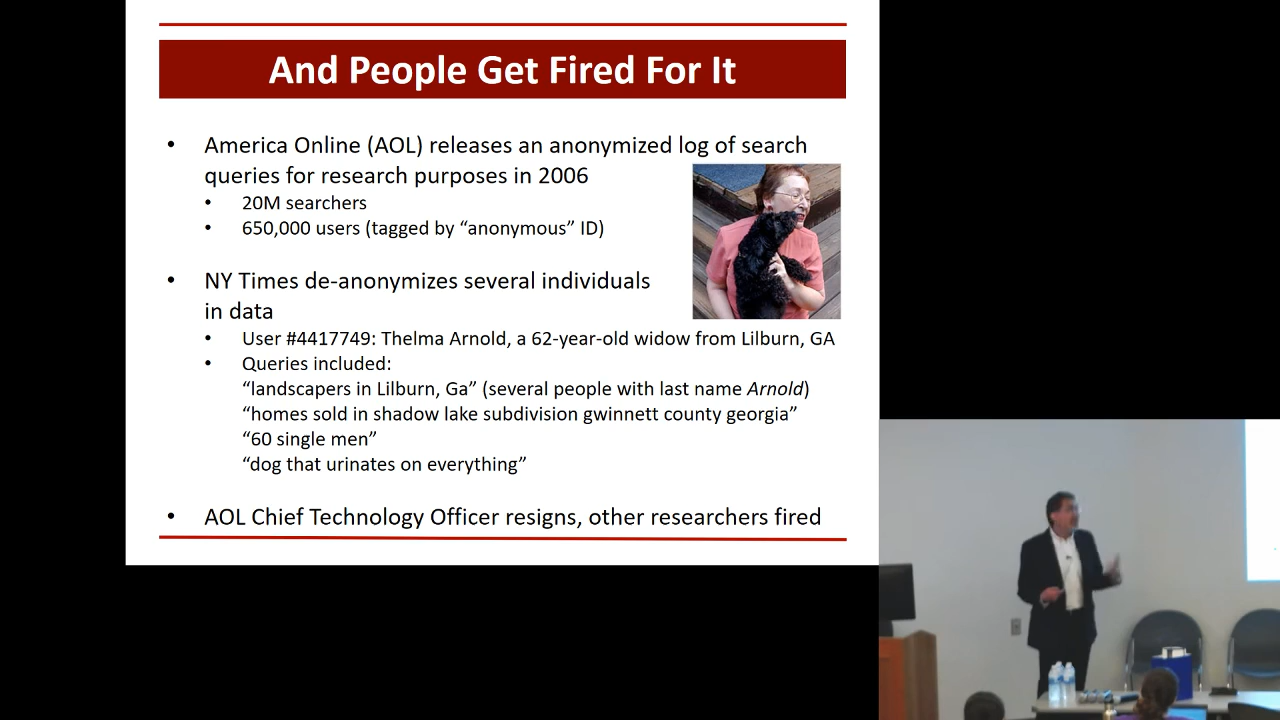 And People Get Fired For It
• America Online (AOL) releases an anonymized log of search
queries for research purposes in 2006
• 20M searchers
• 650,000 users (tagged by “anonymous” ID)
• NY Times de-anonymizes several individuals
in data
• User #4417749: Thelma Arnold, a 62-year-old widow from Lilburn, GA
• Queries included:
“landscapers in Lilburn, Ga” (several people with last name Arnold)
“homes sold in shadow lake subdivision gwinnett county georgia”
“60 single men”
“dog that urinates on everything”
• AOL Chief Technology Officer resigns, other researchers fired